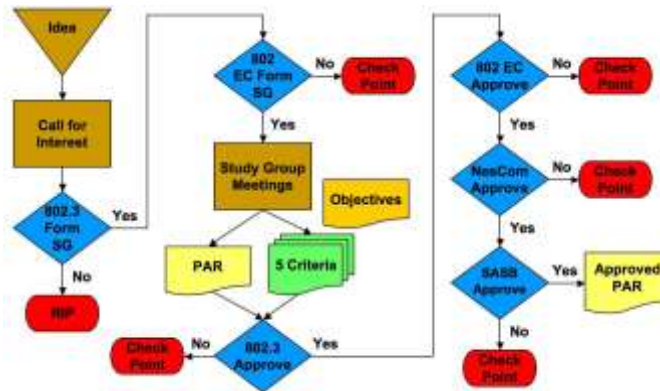 Idea
Call for
Interest
802.3
Form
SG
Yes
No
RIP
802
EC Form
SG
No
Check
Point
Yes
Study Group
Meetings
Objectives
PAR
5 Criteria
802.3
Approve
No
Check
Point
Yes
802 EC
Approve
No
Check
Point
Yes
NesCom
Approve
No
Check
Point
Yes
SASB
Approve
Yes
Approved
PAR
No
Check
Point